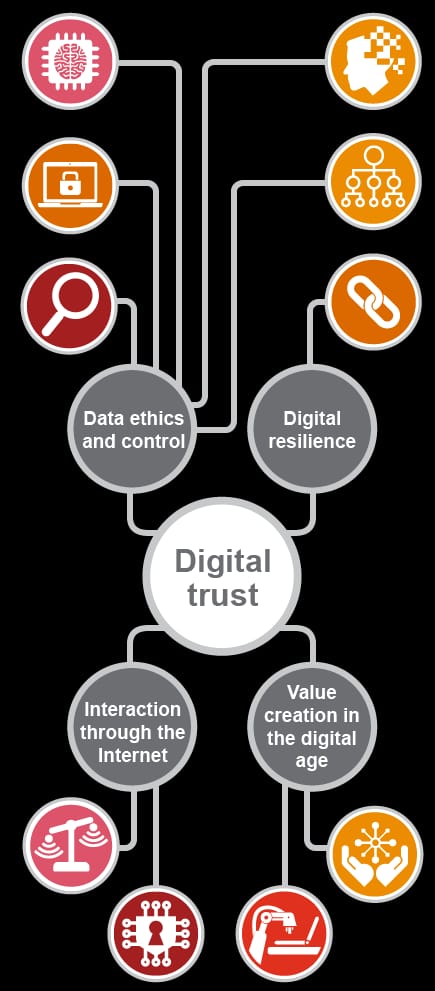 Data ethics
and control
Digital
resilience
Digital
trust
Interaction
through the
Internet
Value
creation in
the digital
age